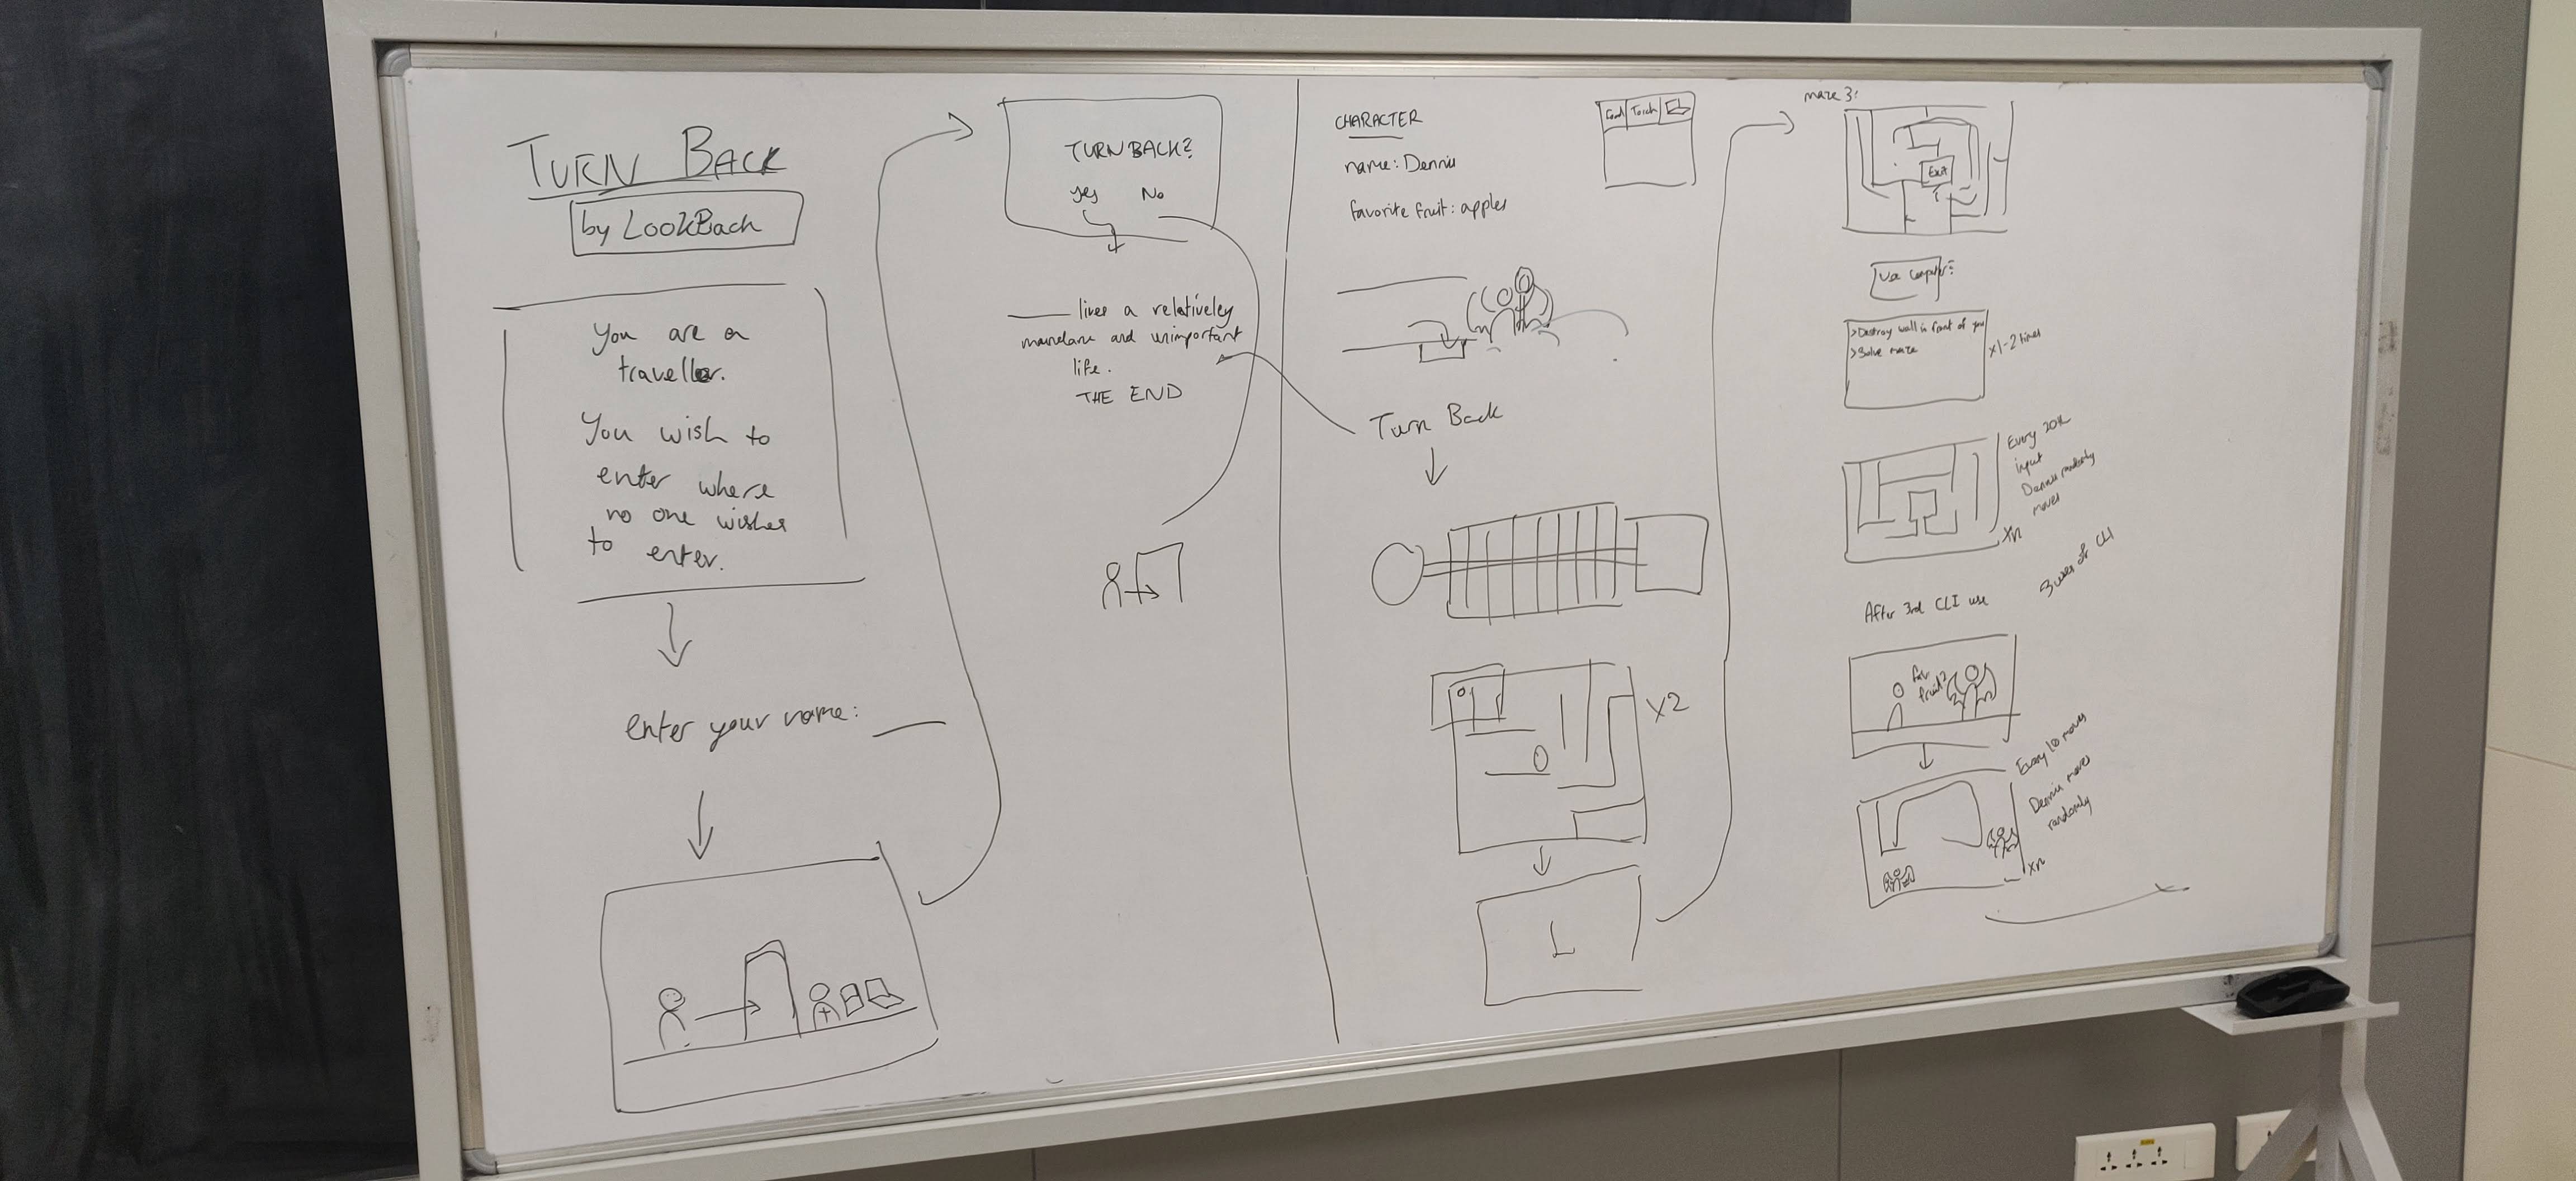 TURN BACK
by LOOKBack
You are a
traveller.
You wish to
enter where
no one wishes
to enter.
enter your name:
TURN BACK?
yes No
lives a relativeley
mundane and unimportant
life.
THE END
CHARACTER
name: Dennis
favorite fruit: apples
Food Torch
Turn Back
x2
L
maze 3:
Exit
Use Computer:
>Destroy wall in front of you
>Solve maze
x1-2 times
Every 20th
input
Dennis randomly
moves
xn
3 uses of CLI
After 3rd CLI use
fav
fruit?
Every 10 moves
Dennis moves
randomly
xn